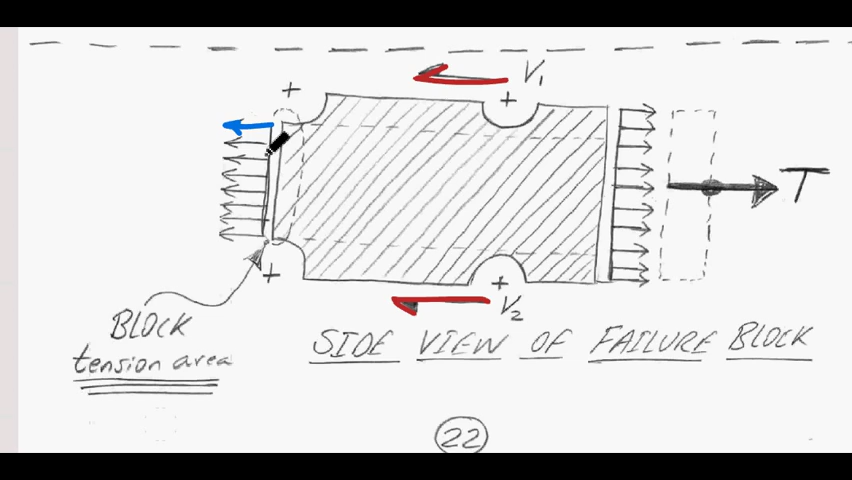 V₁
T
V₂
BLOCK
tension area
SIDE VIEW OF FAILURE BLOCK
22